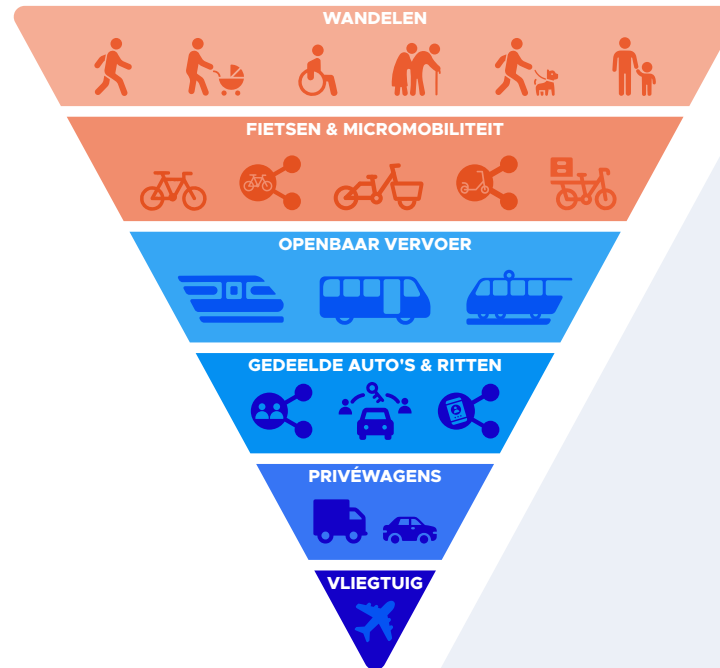 WANDELEN
FIETSEN & MICROMOBILITEIT
OPENBAAR VERVOER
GEDEELDE AUTO'S & RITTEN
PRIVÉWAGENS
VLIEGTUIG